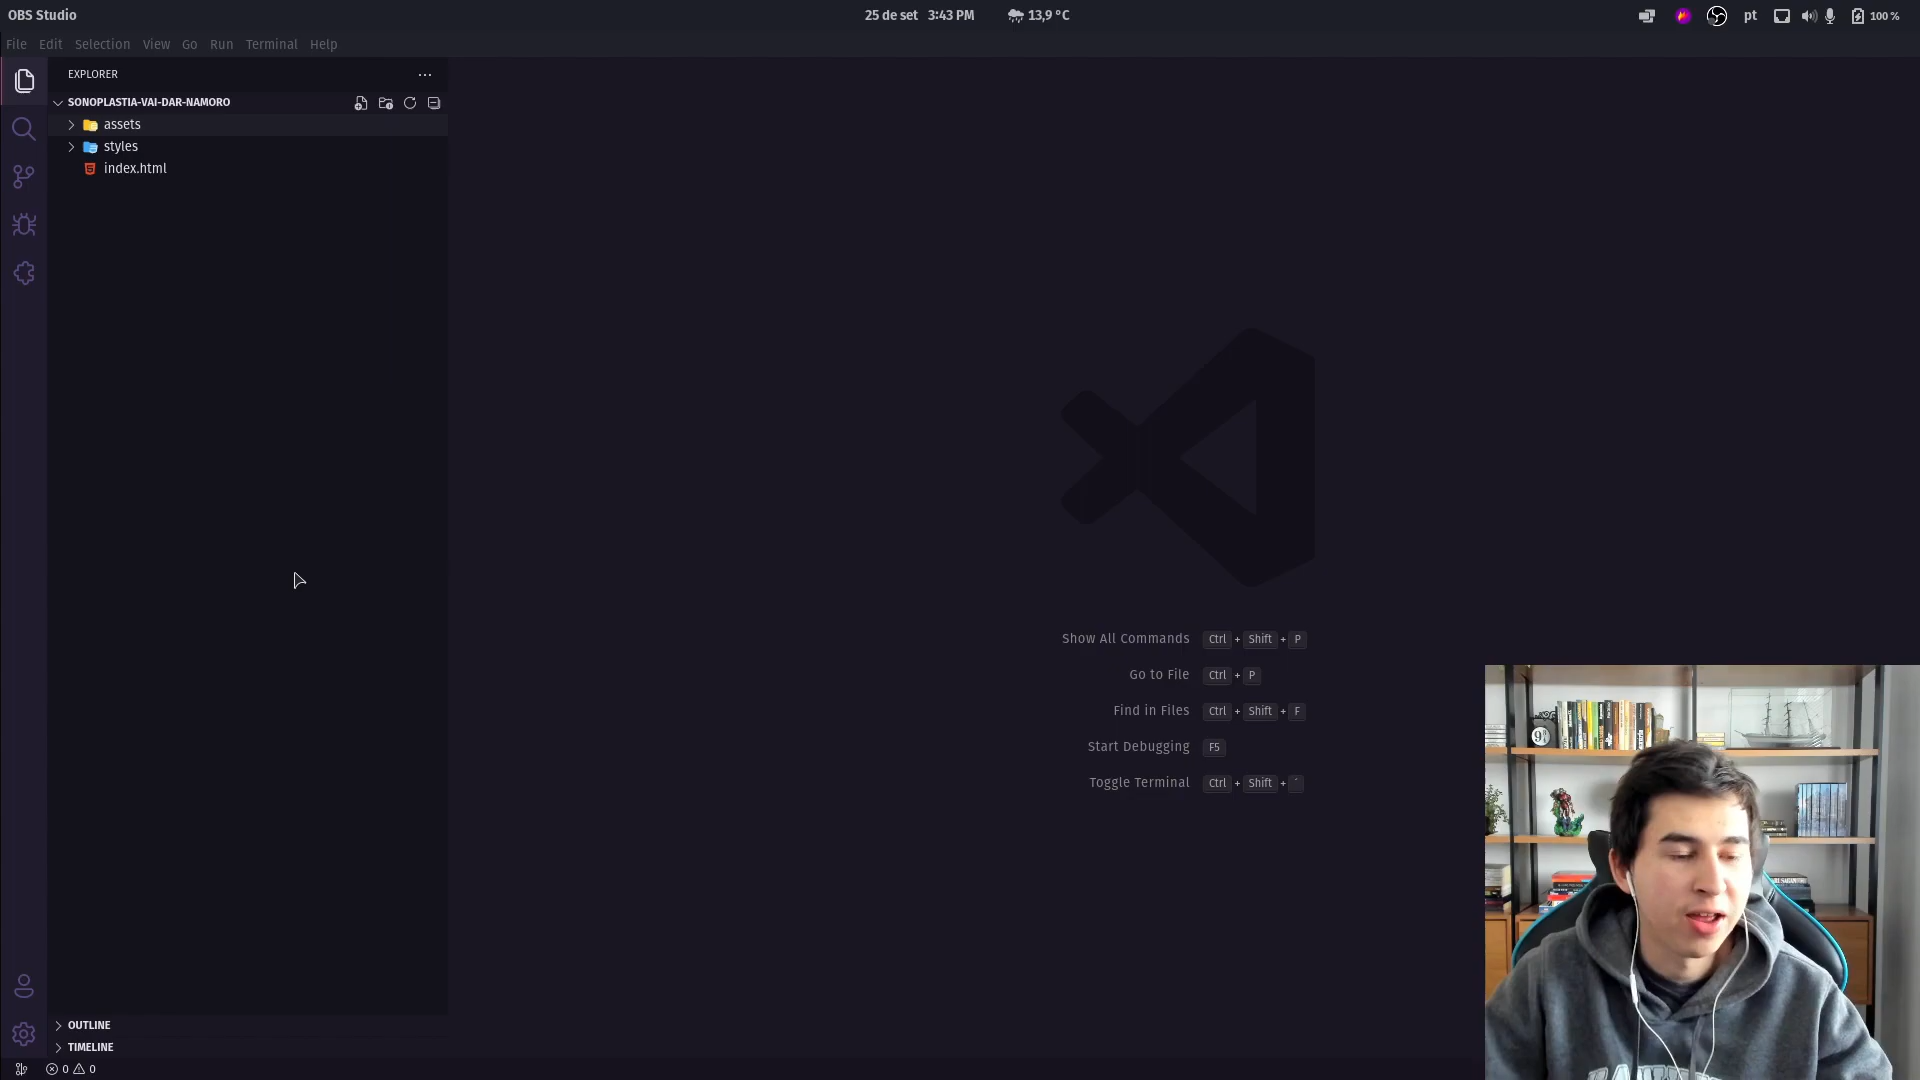 OBS Studio
25 de set 3:43 PM
13,9 °C
pt
100 %
File Edit Selection View Go Run Terminal Help
EXPLORER
SONOPLASTIA-VAI-DAR-NAMORO
assets
styles
index.html
Show All Commands Ctrl + Shift + P
Go to File Ctrl + P
Find in Files Ctrl + Shift + F
Start Debugging F5
Toggle Terminal Ctrl + Shift + ´
OUTLINE
TIMELINE
0 0